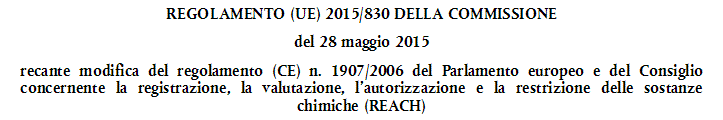 REGOLAMENTO (UE) 2015/830 DELLA COMMISSIONE
del 28 maggio 2015
recante modifica del regolamento (CE) n. 1907/2006 del Parlamento europeo e del Consiglio
concernente la registrazione, la valutazione, l'autorizzazione e la restrizione delle sostanze
chimiche (REACH)